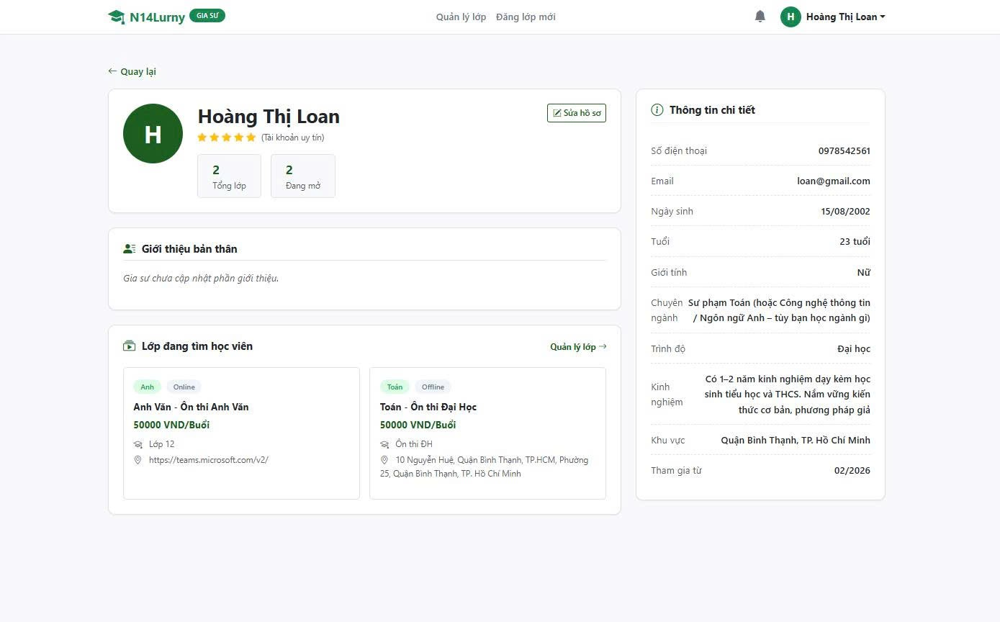 N14Lurny GIA SƯ
Quản lý lớp Đăng lớp mới
H Hoàng Thị Loan
← Quay lại
H
Hoàng Thị Loan
(Tài khoản uy tín)
Sửa hồ sơ
2
Tổng lớp
2
Đang mở
Giới thiệu bản thân
Gia sư chưa cập nhật phần giới thiệu.
Lớp đang tìm học viên
Quản lý lớp →
Anh Online
Anh Văn - Ôn thi Anh Văn
50000 VND/Buổi
Lớp 12
https://teams.microsoft.com/v2/
Toán Offline
Toán - Ôn thi Đại Học
50000 VND/Buổi
Ôn thi ĐH
10 Nguyễn Huệ, Quận Bình Thạnh, TP.HCM, Phường
25, Quận Bình Thạnh, TP. Hồ Chí Minh
Thông tin chi tiết
Số điện thoại 0978542561
Email loan@gmail.com
Ngày sinh 15/08/2002
Tuổi 23 tuổi
Giới tính Nữ
Chuyên Sư phạm Toán (hoặc Công nghệ thông tin
ngành / Ngôn ngữ Anh – tùy bạn học ngành gì)
Trình độ Đại học
Kinh nghiệm
Có 1–2 năm kinh nghiệm dạy kèm học
sinh tiểu học và THCS. Nắm vững kiến
thức cơ bản, phương pháp giả
Khu vực Quận Bình Thạnh, TP. Hồ Chí Minh
Tham gia từ 02/2026